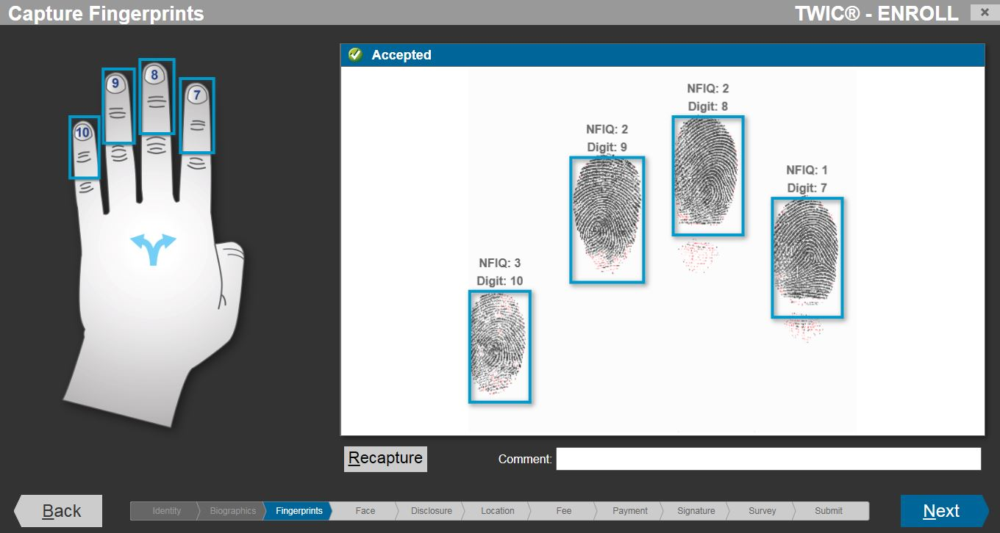 Capture Fingerprints
TWIC® - ENROLL
Accepted
9
8
7
10
NFIQ: 2
Digit: 8
NFIQ: 2
Digit: 9
NFIQ: 1
Digit: 7
NFIQ: 3
Digit: 10
Recapture
Comment:
Back
Identity
Biographics
Fingerprints
Face
Disclosure
Location
Fee
Payment
Signature
Survey
Submit
Next